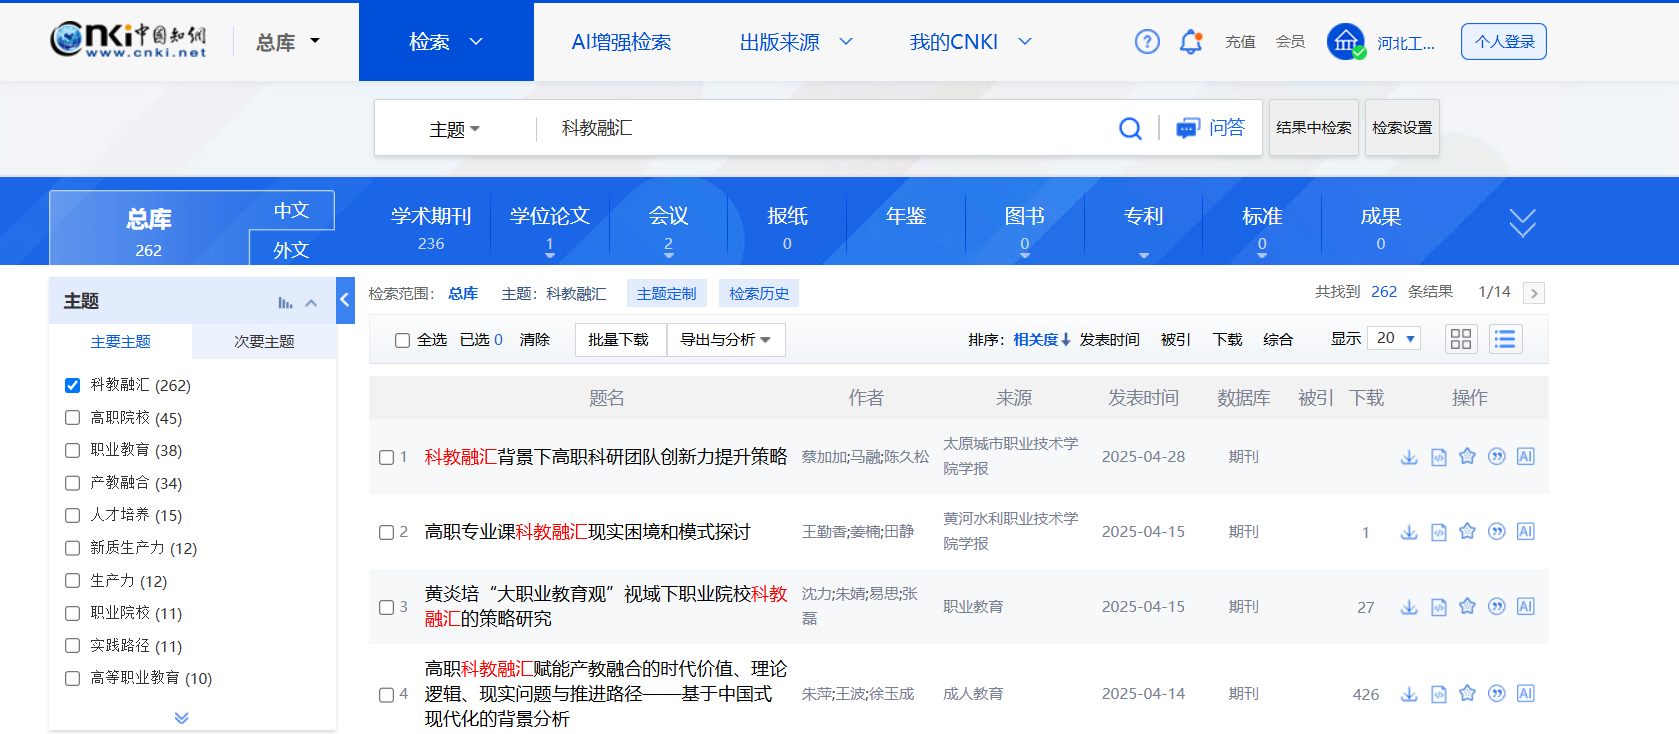 cnki中国知网
www.cnki.net
总库
检索
AI增强检索
出版来源
我的CNKI
充值
会员
河北工...
个人登录
主题
科教融汇
问答
结果中检索
检索设置
总库
262
中文
外文
学术期刊
236
学位论文
1
会议
2
报纸
0
年鉴
图书
0
专利
标准
0
成果
0
主题
主要主题
次要主题
科教融汇 (262)
高职院校 (45)
职业教育 (38)
产教融合 (34)
人才培养 (15)
新质生产力 (12)
生产力 (12)
职业院校 (11)
实践路径 (11)
高等职业教育 (10)
检索范围： 总库 主题：科教融汇 主题定制 检索历史
共找到 262 条结果 1/14
全选 已选 0 清除 批量下载 导出与分析
排序：相关度 发表时间 被引 下载 综合 显示 20
题名 作者 来源 发表时间 数据库 被引 下载 操作
1 科教融汇背景下高职科研团队创新力提升策略
蔡加加;马融;陈久松
太原城市职业技术学
院学报
2025-04-28 期刊
AI
2 高职专业课科教融汇现实困境和模式探讨
王勤香;姜楠;田静
黄河水利职业技术学
院学报
2025-04-15 期刊 1
AI
3 黄炎培“大职业教育观”视域下职业院校科教
融汇的策略研究
沈力;朱婧;易思;张
磊
职业教育
2025-04-15 期刊 27
AI
4 高职科教融汇赋能产教融合的时代价值、理论
逻辑、现实问题与推进路径——基于中国式
现代化的背景分析
朱萍;王波;徐玉成
成人教育
2025-04-14 期刊 426
AI